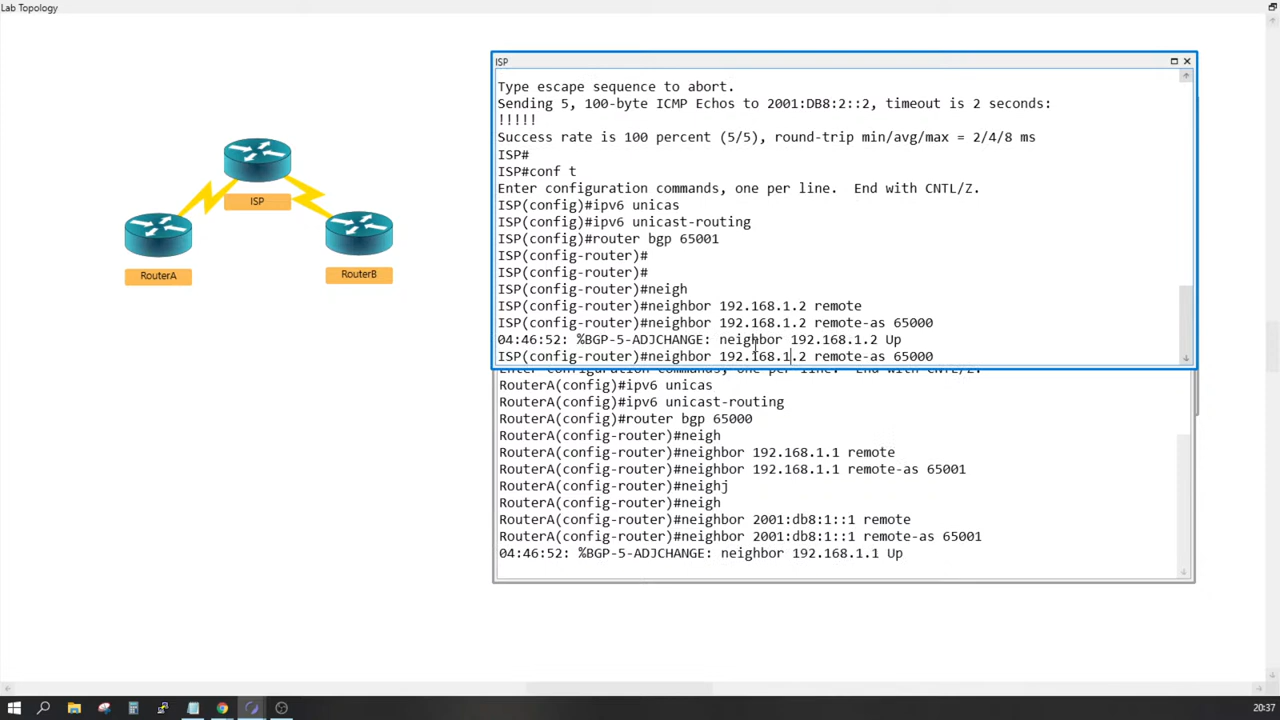 Lab Topology
ISP
RouterA
RouterB
ISP
Type escape sequence to abort.
Sending 5, 100-byte ICMP Echos to 2001:DB8:2::2, timeout is 2 seconds:
!!!!!
Success rate is 100 percent (5/5), round-trip min/avg/max = 2/4/8 ms
ISP#
ISP#conf t
Enter configuration commands, one per line.  End with CNTL/Z.
ISP(config)#ipv6 unicas
ISP(config)#ipv6 unicast-routing
ISP(config)#router bgp 65001
ISP(config-router)#
ISP(config-router)#
ISP(config-router)#neigh
ISP(config-router)#neighbor 192.168.1.2 remote
ISP(config-router)#neighbor 192.168.1.2 remote-as 65000
04:46:52: %BGP-5-ADJCHANGE: neighbor 192.168.1.2 Up
ISP(config-router)#neighbor 192.168.1.2 remote-as 65000
Enter configuration commands, one per line.  End with CNTL/Z.
RouterA(config)#ipv6 unicas
RouterA(config)#ipv6 unicast-routing
RouterA(config)#router bgp 65000
RouterA(config-router)#neigh
RouterA(config-router)#neighbor 192.168.1.1 remote
RouterA(config-router)#neighbor 192.168.1.1 remote-as 65001
RouterA(config-router)#neighj
RouterA(config-router)#neigh
RouterA(config-router)#neighbor 2001:db8:1::1 remote
RouterA(config-router)#neighbor 2001:db8:1::1 remote-as 65001
04:46:52: %BGP-5-ADJCHANGE: neighbor 192.168.1.1 Up
20:37